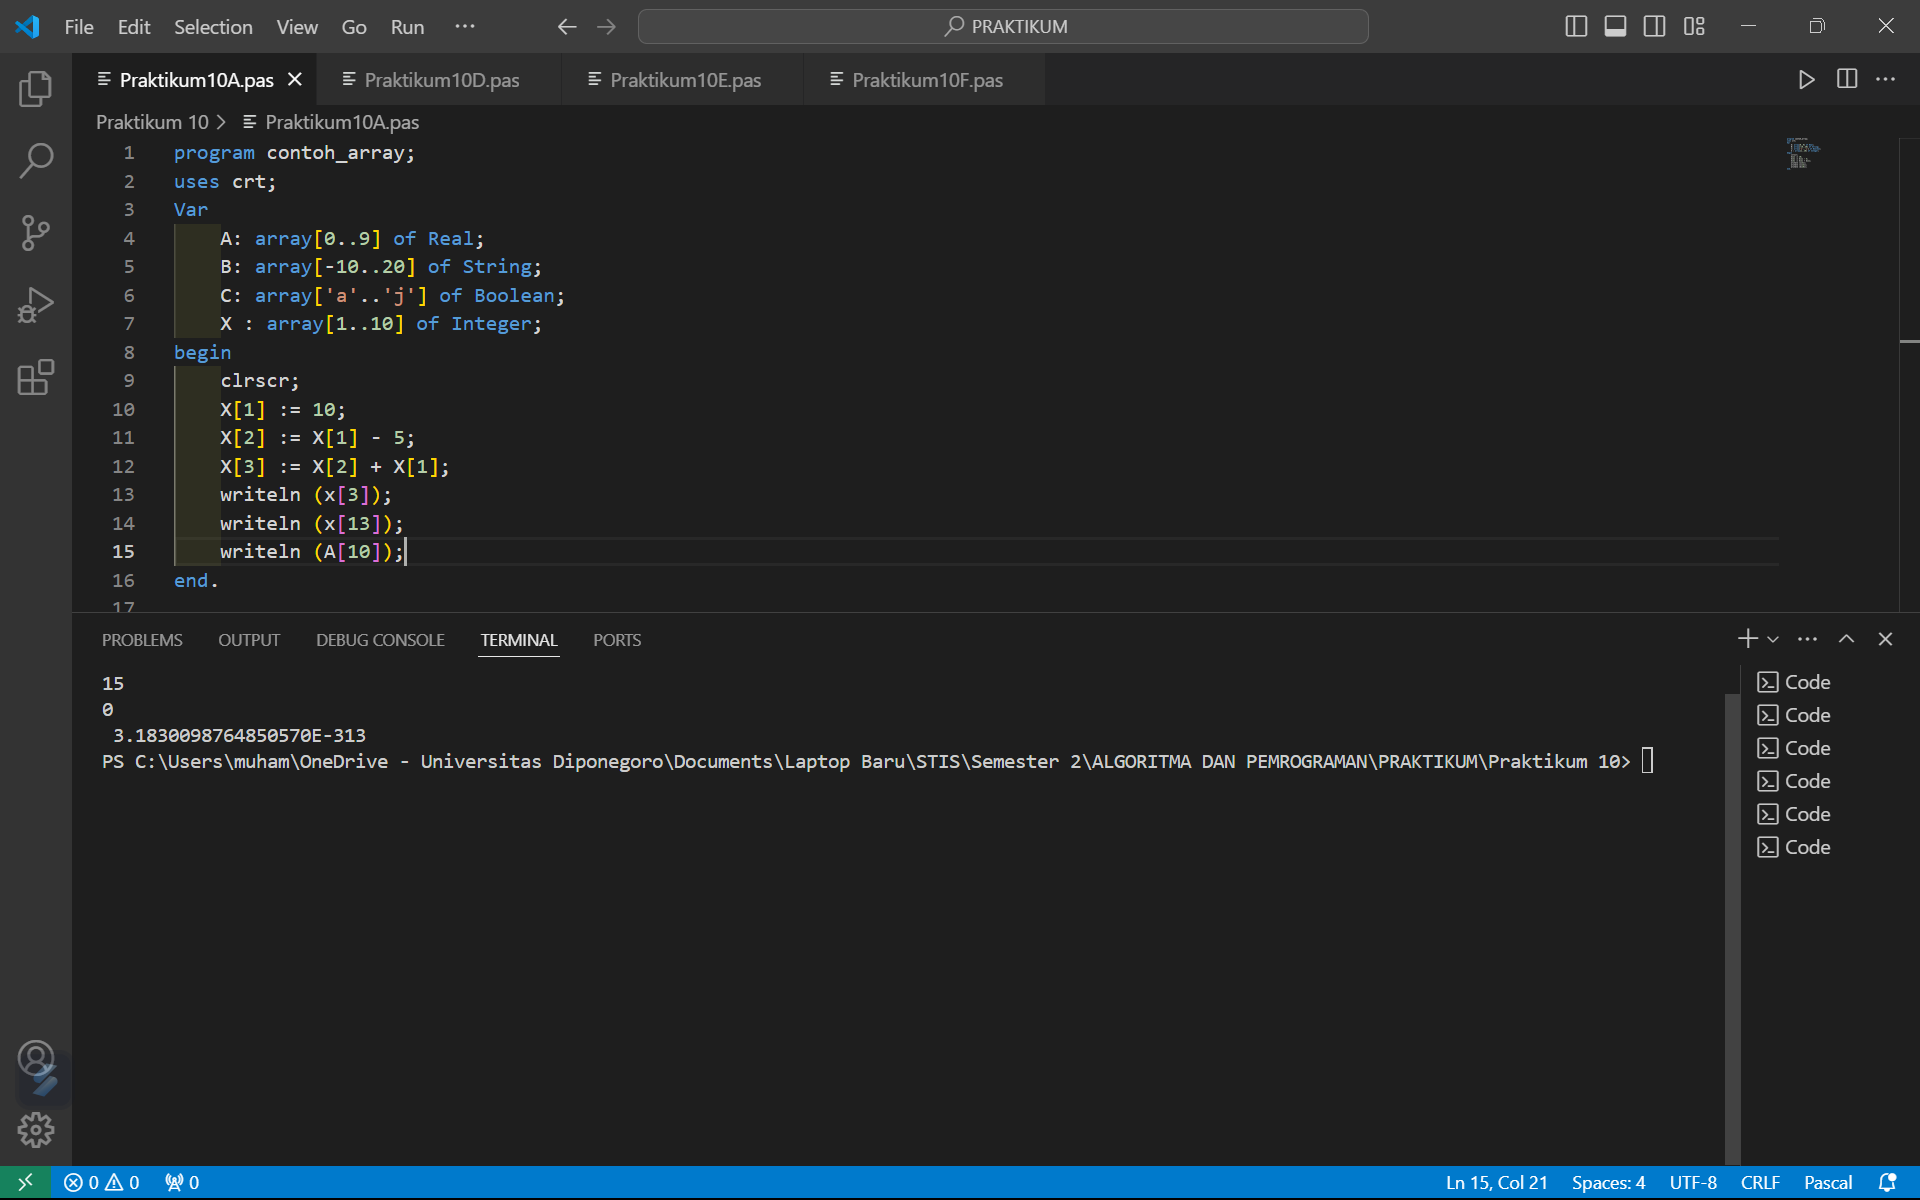 File Edit Selection View Go Run ··· PRAKTIKUM
Praktikum10A.pas Praktikum10D.pas Praktikum10E.pas Praktikum10F.pas
Praktikum 10 > Praktikum10A.pas
1 program contoh_array;
2 uses crt;
3 Var
4 A: array[0..9] of Real;
5 B: array[-10..20] of String;
6 C: array['a'..'j'] of Boolean;
7 X : array[1..10] of Integer;
8 begin
9 clrscr;
10 X[1] := 10;
11 X[2] := X[1] - 5;
12 X[3] := X[2] + X[1];
13 writeln (x[3]);
14 writeln (x[13]);
15 writeln (A[10]);
16 end.
17
PROBLEMS OUTPUT DEBUG CONSOLE TERMINAL PORTS
15
0
3.1830098764850570E-313
PS C:\Users\muham\OneDrive - Universitas Diponegoro\Documents\Laptop Baru\STIS\Semester 2\ALGORITMA DAN PEMROGRAMAN\PRAKTIKUM\Praktikum 10>
Code
Code
Code
Code
Code
Code
0 0 0 Ln 15, Col 21 Spaces: 4 UTF-8 CRLF Pascal